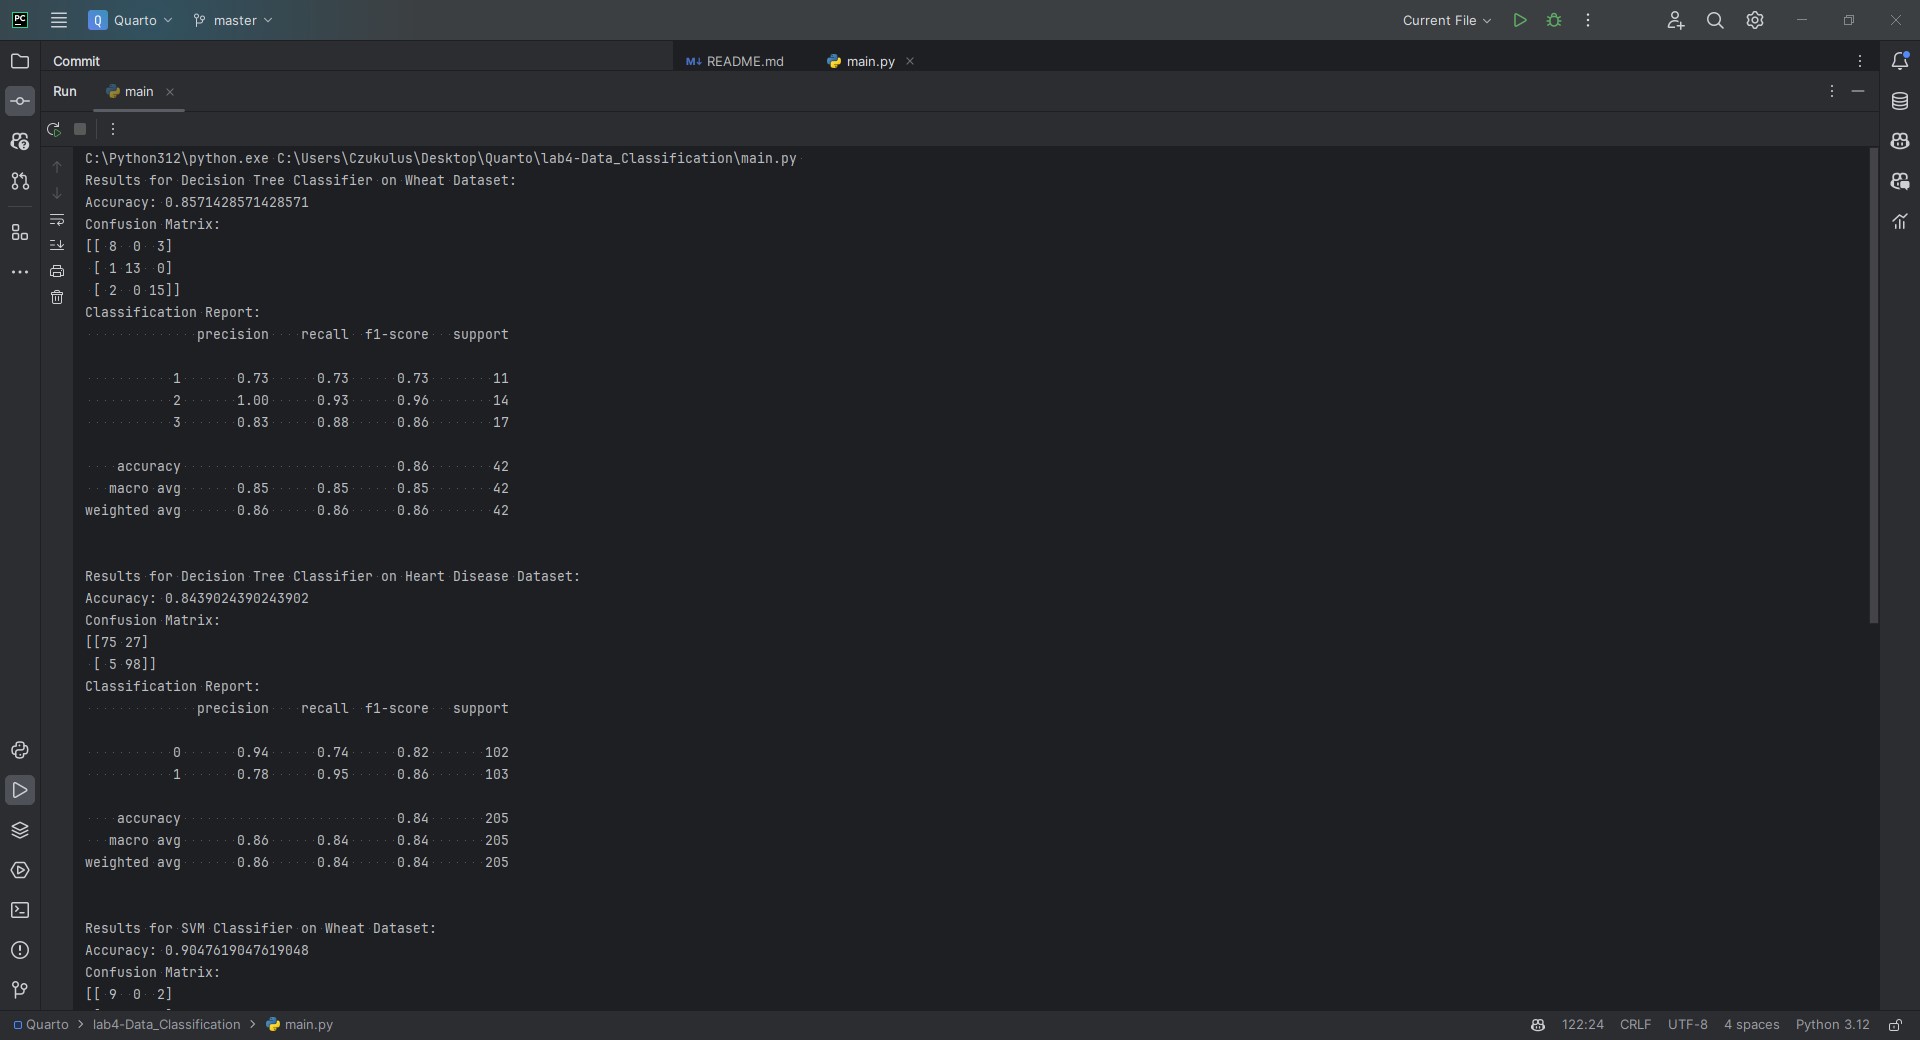 PC Q Quarto master Current File
Commit README.md main.py
Run main
C:\Python312\python.exe C:\Users\Czukulus\Desktop\Quarto\lab4-Data_Classification\main.py
Results for Decision Tree Classifier on Wheat Dataset:
Accuracy: 0.8571428571428571
Confusion Matrix:
[[ 8  0  3]
 [ 1 13  0]
 [ 2  0 15]]
Classification Report:
              precision    recall  f1-score   support
           1       0.73      0.73      0.73        11
           2       1.00      0.93      0.96        14
           3       0.83      0.88      0.86        17
    accuracy                           0.86        42
   macro avg       0.85      0.85      0.85        42
weighted avg       0.86      0.86      0.86        42
Results for Decision Tree Classifier on Heart Disease Dataset:
Accuracy: 0.8439024390243902
Confusion Matrix:
[[75 27]
 [ 5 98]]
Classification Report:
              precision    recall  f1-score   support
           0       0.94      0.74      0.82       102
           1       0.78      0.95      0.86       103
    accuracy                           0.84       205
   macro avg       0.86      0.84      0.84       205
weighted avg       0.86      0.84      0.84       205
Results for SVM Classifier on Wheat Dataset:
Accuracy: 0.9047619047619048
Confusion Matrix:
[[ 9  0  2]
Quarto > lab4-Data_Classification > main.py 122:24 CRLF UTF-8 4 spaces Python 3.12